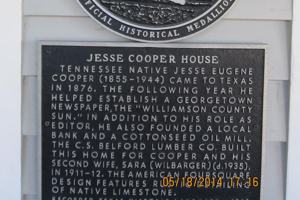 OFFICIAL HISTORICAL MEDALLION
JESSE COOPER HOUSE
TENNESSEE NATIVE JESSE EUGENE
COOPER (1855-1944) CAME TO TEXAS
IN 1876. THE FOLLOWING YEAR HE
HELPED ESTABLISH A GEORGETOWN
NEWSPAPER, THE "WILLIAMSON COUNTY
SUN." IN ADDITION TO HIS ROLE AS
EDITOR, HE ALSO FOUNDED A LOCAL
BANK AND A COTTONSEED OIL MILL.
THE C.S. BELFORD LUMBER CO. BUILT
THIS HOME FOR COOPER AND HIS
SECOND WIFE, SARA (WILBARGER)(d.1935),
IN 1911-12. THE AMERICAN FOURSQUARE
DESIGN FEATURES
OF NATIVE LIMESTONE.
05/18/2014 17:16